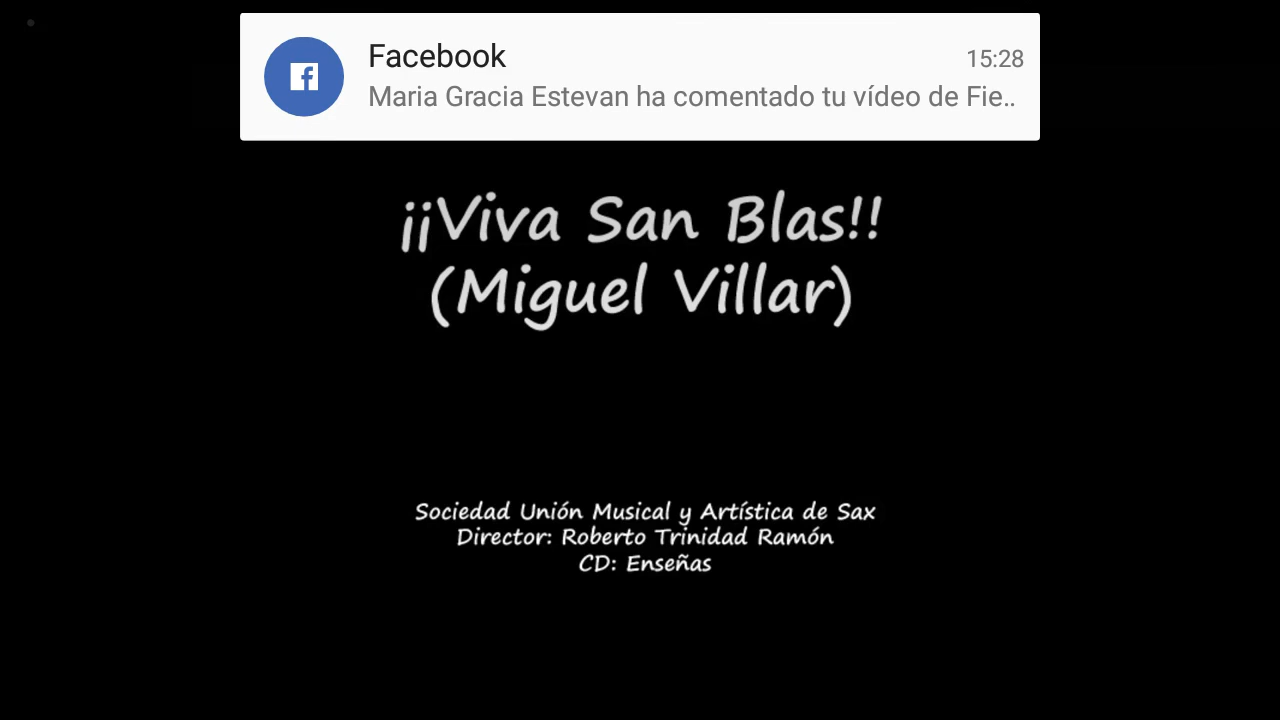 Facebook
15:28
Maria Gracia Estevan ha comentado tu vídeo de Fie..
¡¡Viva San Blas!!
(Miguel Villar)
Sociedad Unión Musical y Artística de Sax
Director: Roberto Trinidad Ramón
CD: Enseñas